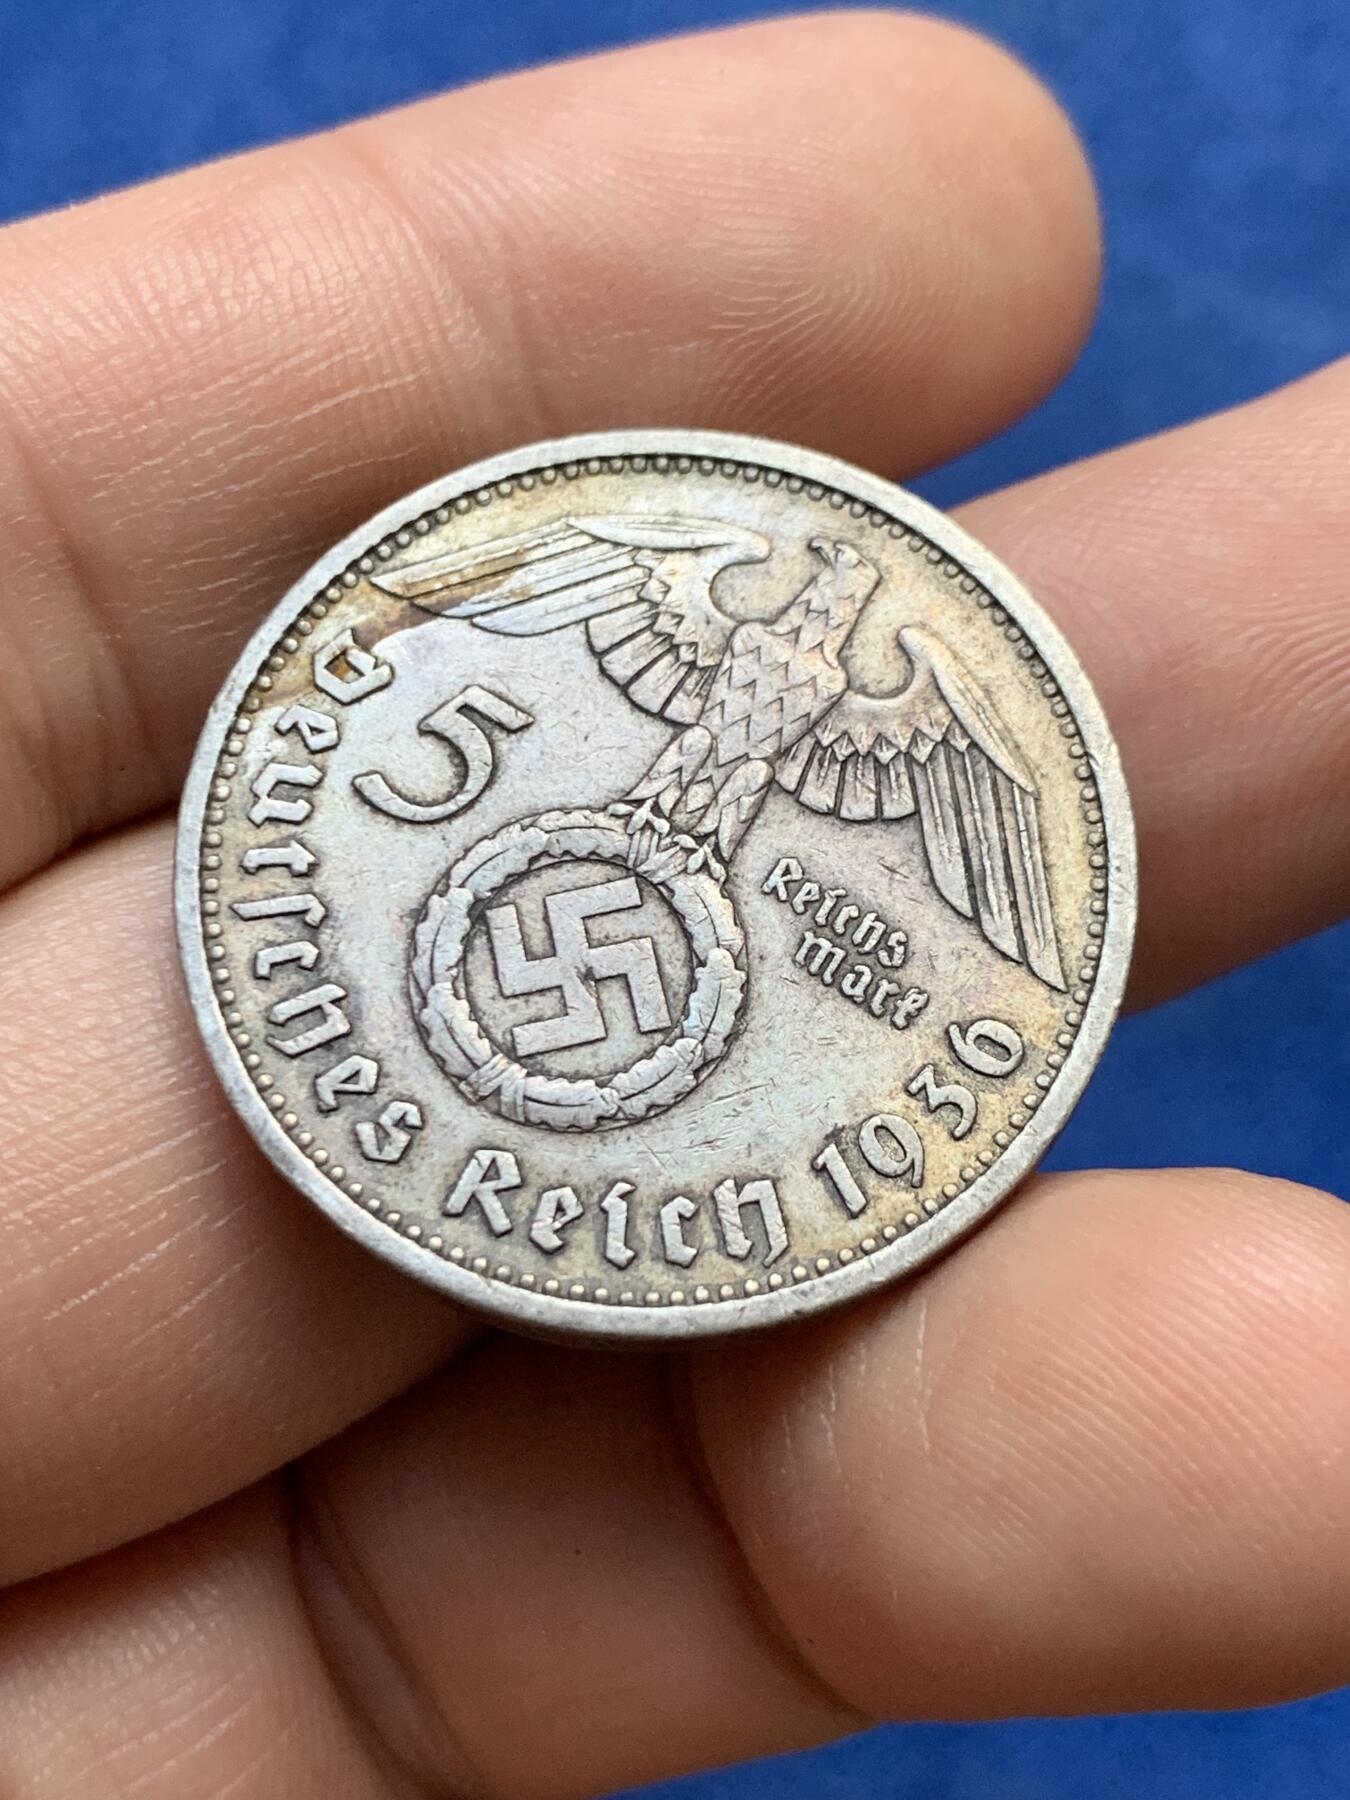 5
Reichs
mark
Deutsches Reich 1936